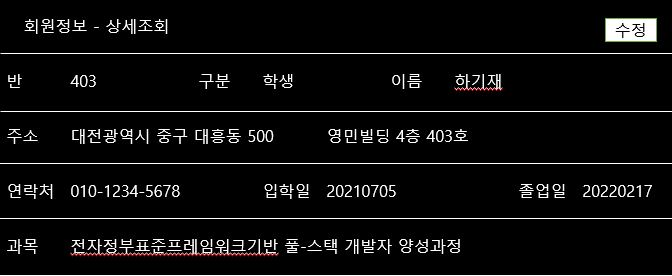 회원정보 - 상세조회 수정
반 403 구분 학생 이름 하기재
주소 대전광역시 중구 대흥동 500 영민빌딩 4층 403호
연락처 010-1234-5678 입학일 20210705 졸업일 20220217
과목 전자정부표준프레임워크기반 풀-스택 개발자 양성과정